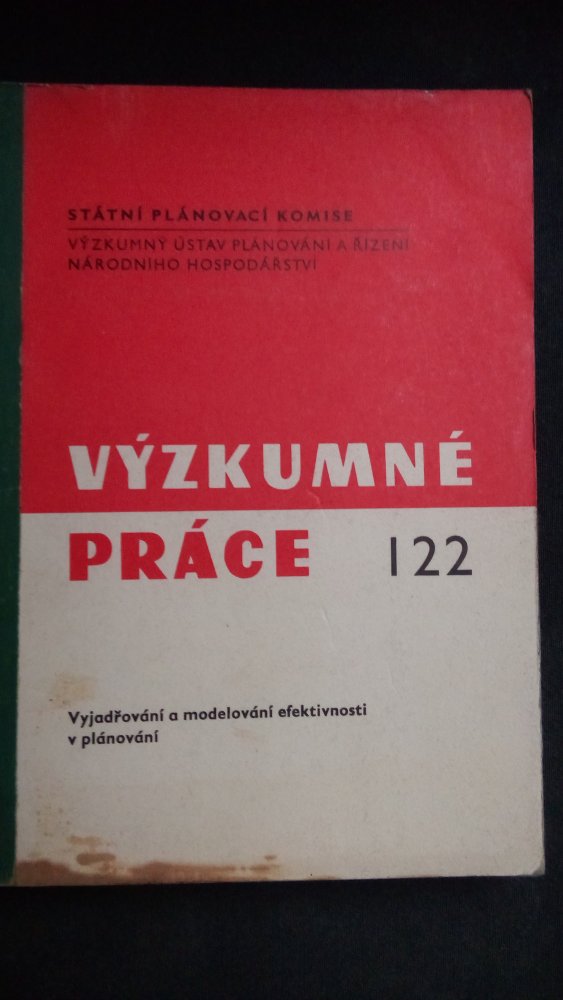 STÁTNÍ PLÁNOVACÍ KOMISE
VÝZKUMNÝ ÚSTAV PLÁNOVÁNÍ A ŘÍZENÍ
NÁRODNÍHO HOSPODÁŘSTVÍ
VÝZKUMNÉ
PRÁCE 122
Vyjadřování a modelování efektivnosti
v plánování